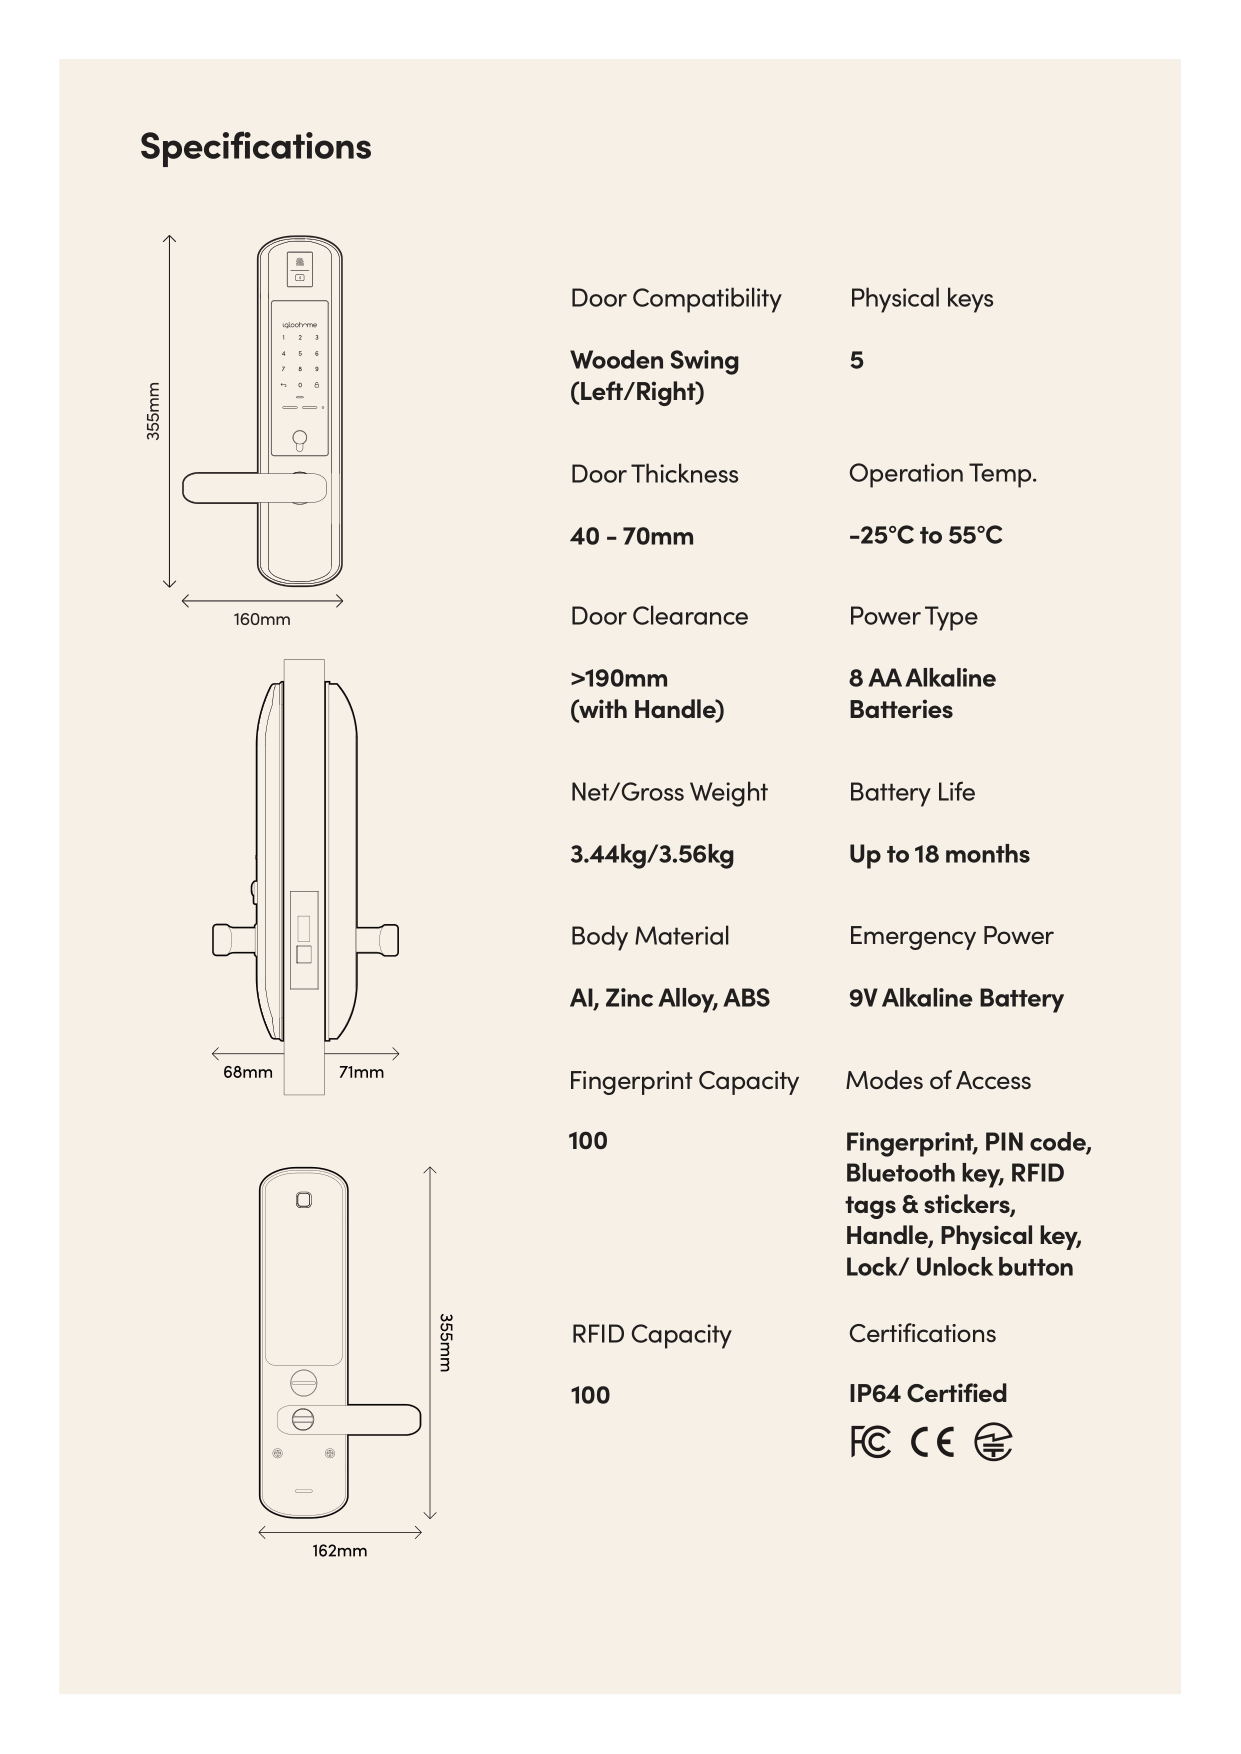 Specifications
355mm
igloohome
1 2 3
4 5 6
7 8 9
0
160mm
68mm
71mm
355mm
162mm
Door Compatibility
Wooden Swing
(Left/Right)
Door Thickness
40 - 70mm
Door Clearance
>190mm
(with Handle)
Net/Gross Weight
3.44kg/3.56kg
Body Material
Al, Zinc Alloy, ABS
Fingerprint Capacity
100
RFID Capacity
100
Physical keys
5
Operation Temp.
-25°C to 55°C
Power Type
8 AA Alkaline
Batteries
Battery Life
Up to 18 months
Emergency Power
9V Alkaline Battery
Modes of Access
Fingerprint, PIN code,
Bluetooth key, RFID
tags & stickers,
Handle, Physical key,
Lock/ Unlock button
Certifications
IP64 Certified
FC CE